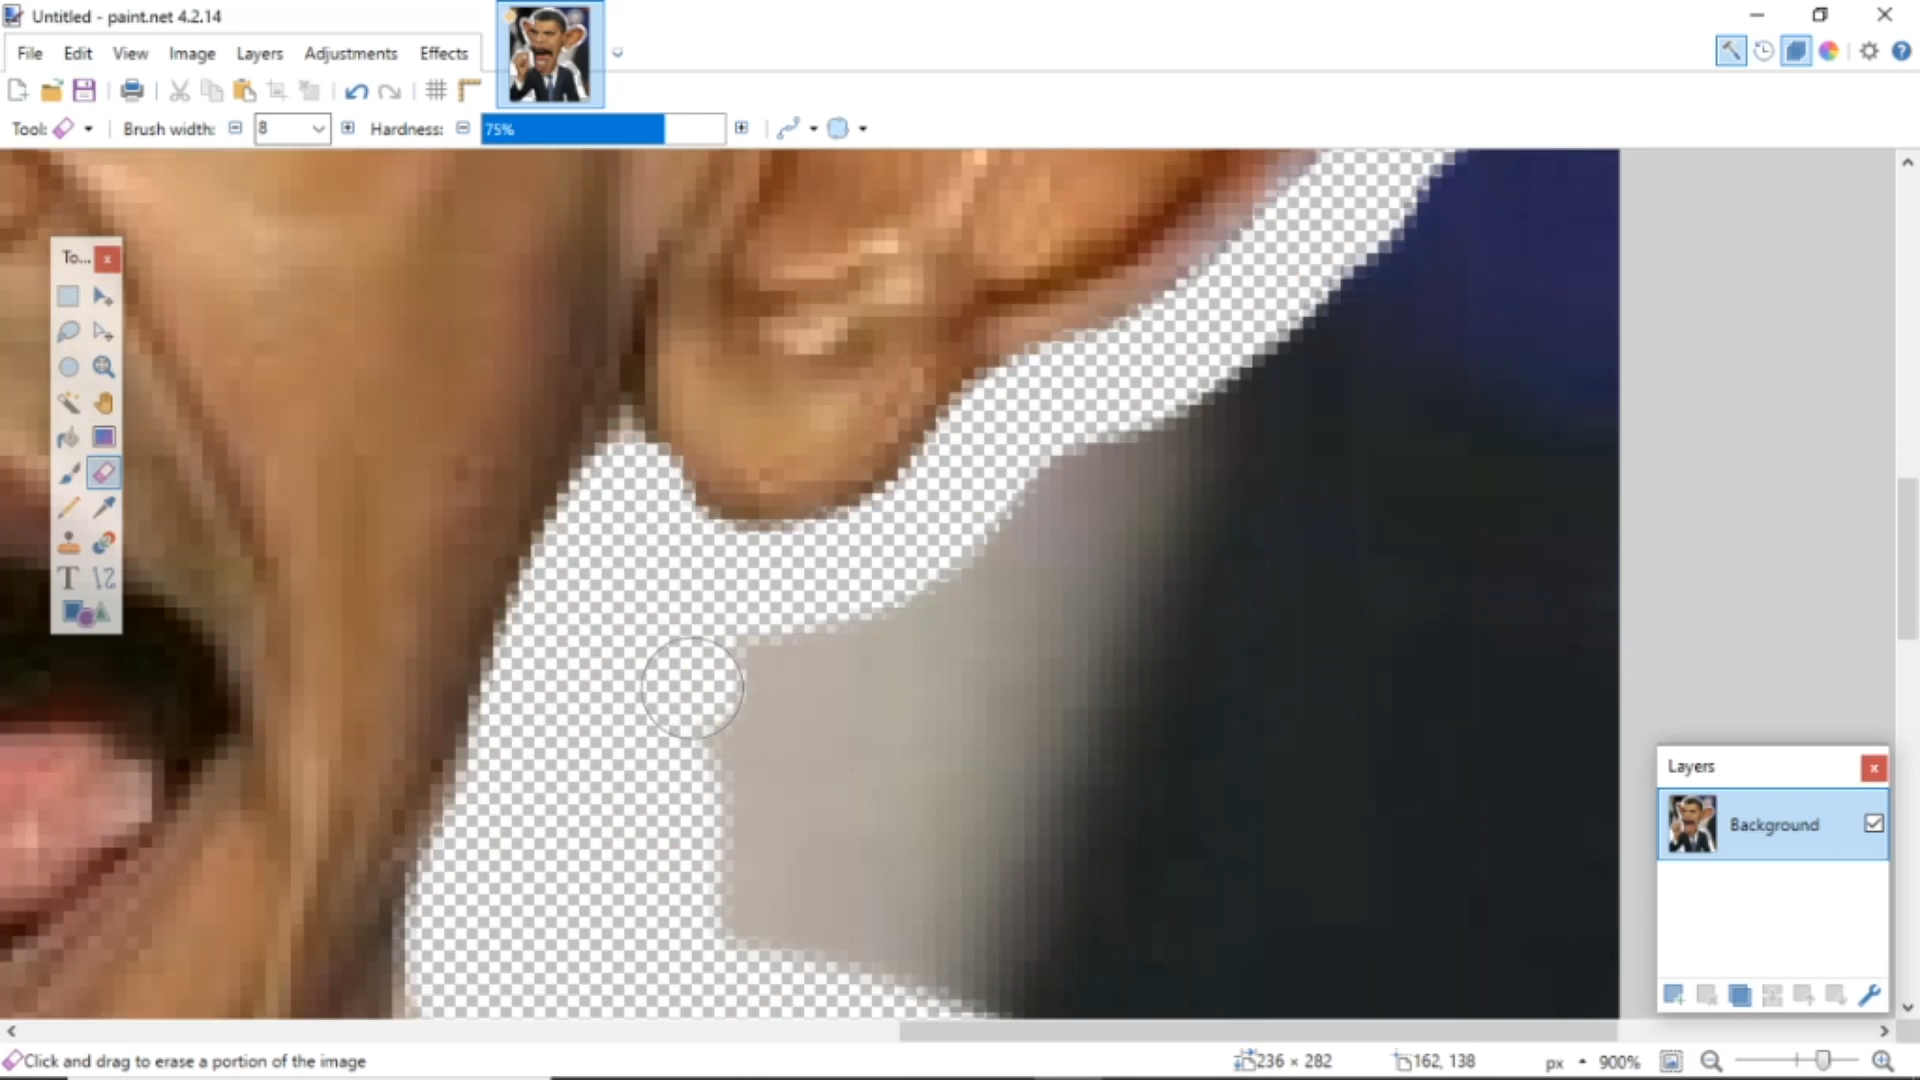 Untitled - paint.net 4.2.14
File Edit View Image Layers Adjustments Effects
Tool: Brush width: 8 Hardness: 75%
To...
T
Layers
Background
Click and drag to erase a portion of the image
236 × 282
162, 138
px
900%